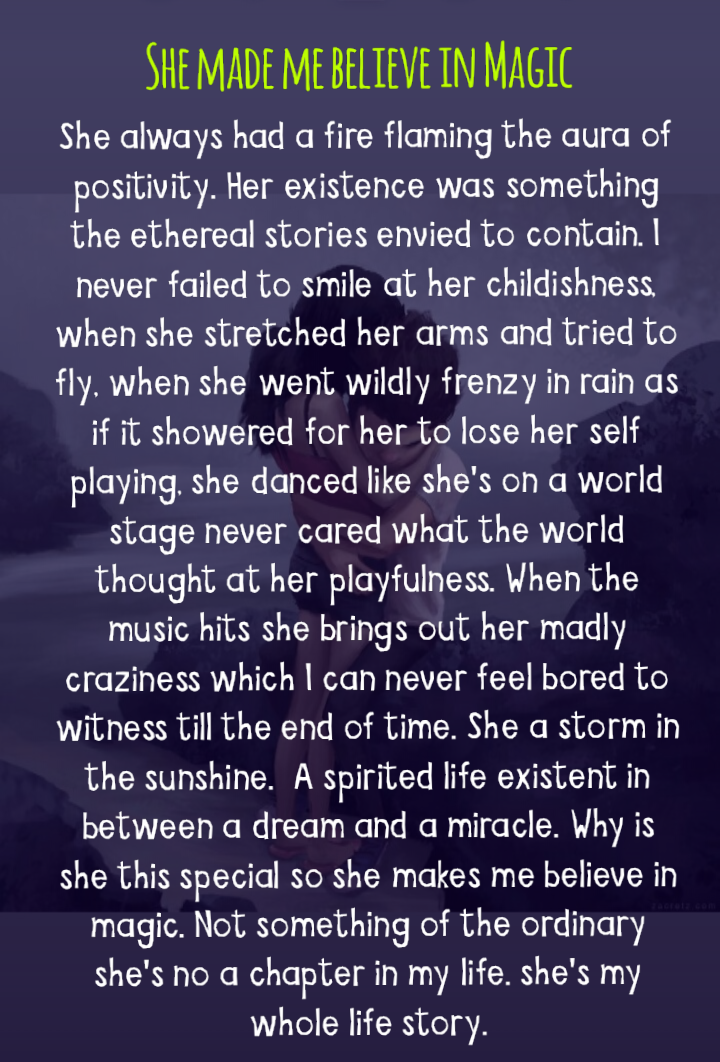 She made me believe in Magic
She always had a fire flaming the aura of
positivity. Her existence was something
the ethereal stories envied to contain. I
never failed to smile at her childishness,
when she stretched her arms and tried to
fly, when she went wildly frenzy in rain as
if it showered for her to lose her self
playing, she danced like she's on a world
stage never cared what the world
thought at her playfulness. When the
music hits she brings out her madly
craziness which I can never feel bored to
witness till the end of time. She a storm in
the sunshine. A spirited life existent in
between a dream and a miracle. Why is
she this special so she makes me believe in
magic. Not something of the ordinary
she's no a chapter in my life. she's my
whole life story.